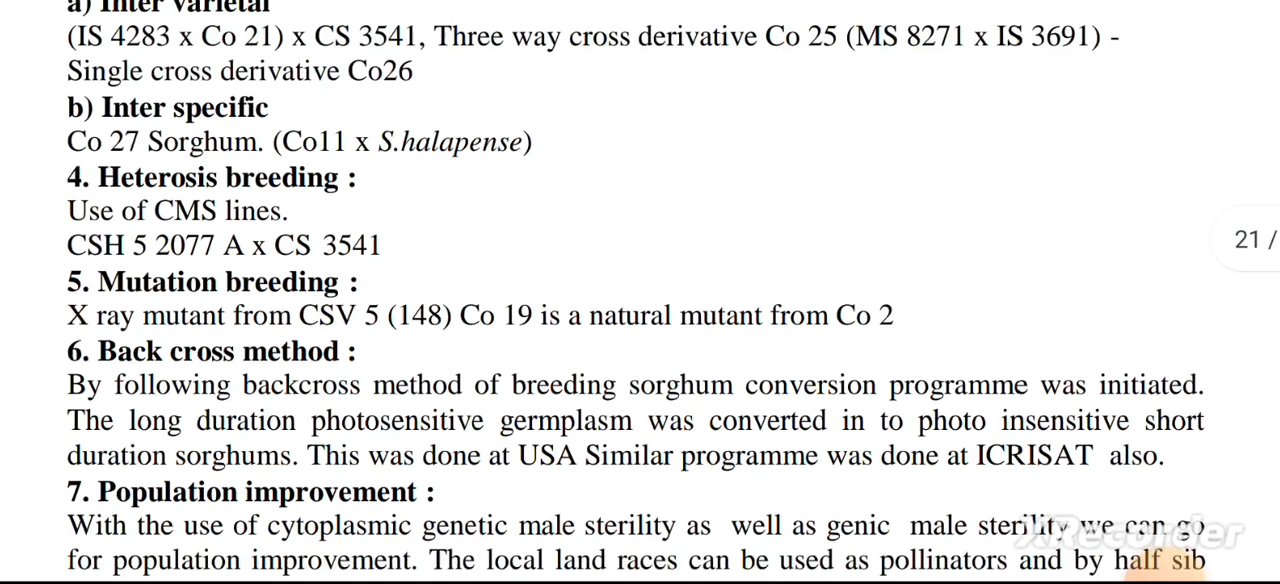 a) Inter varietal
(IS 4283 x Co 21) x CS 3541, Three way cross derivative Co 25 (MS 8271 x IS 3691) -
Single cross derivative Co26
b) Inter specific
Co 27 Sorghum. (Co11 x S.halapense)
4. Heterosis breeding :
Use of CMS lines.
CSH 5 2077 A x CS 3541
5. Mutation breeding :
X ray mutant from CSV 5 (148) Co 19 is a natural mutant from Co 2
6. Back cross method :
By following backcross method of breeding sorghum conversion programme was initiated.
The long duration photosensitive germplasm was converted in to photo insensitive short
duration sorghums. This was done at USA Similar programme was done at ICRISAT also.
7. Population improvement :
With the use of cytoplasmic genetic male sterility as well as genic male sterility we can go
for population improvement. The local land races can be used as pollinators and by half sib
21 /
XRecorder